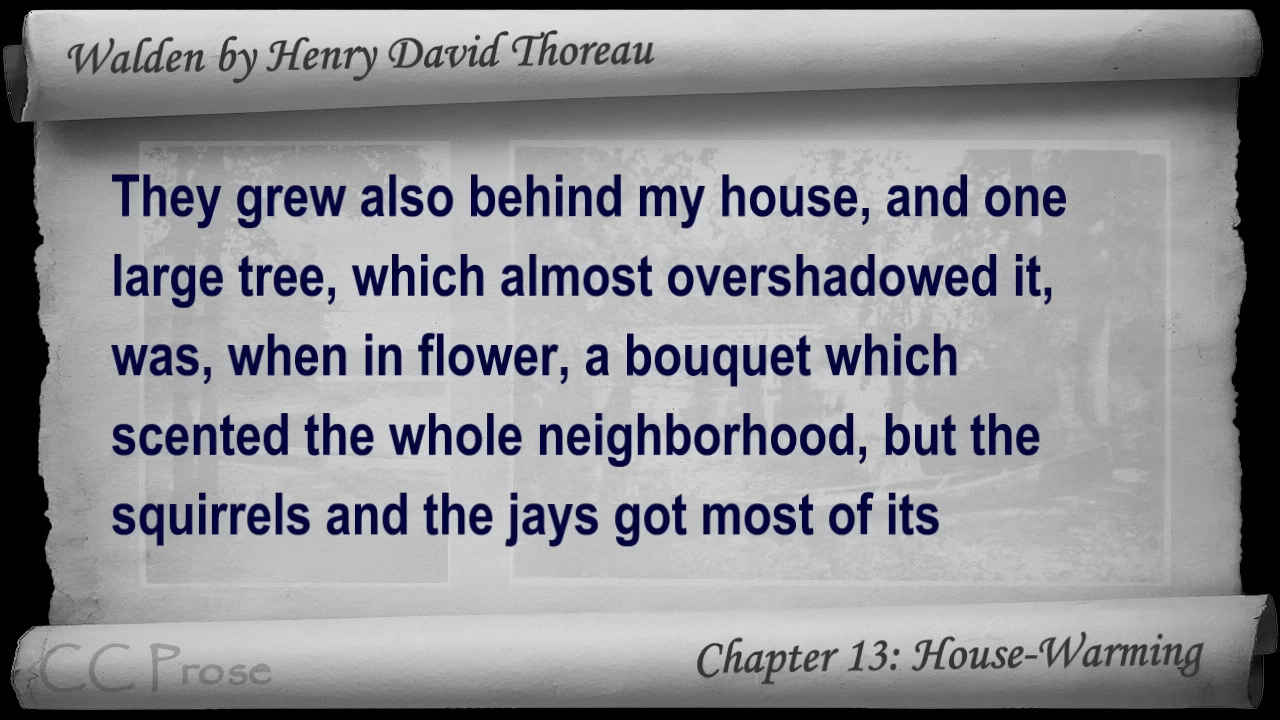 Walden by Henry David Thoreau
They grew also behind my house, and one
large tree, which almost overshadowed it,
was, when in flower, a bouquet which
scented the whole neighborhood, but the
squirrels and the jays got most of its
CC Prose
Chapter 13: House-Warming